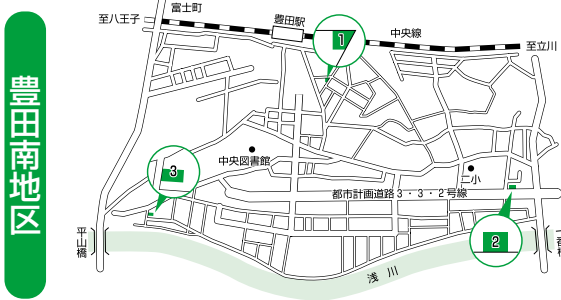 豊田南地区
富士町
至八王子
豊田駅
中央線
至立川
1
中央図書館
3
二小
都市計画道路3・3・2号線
平山橋
2
浅川